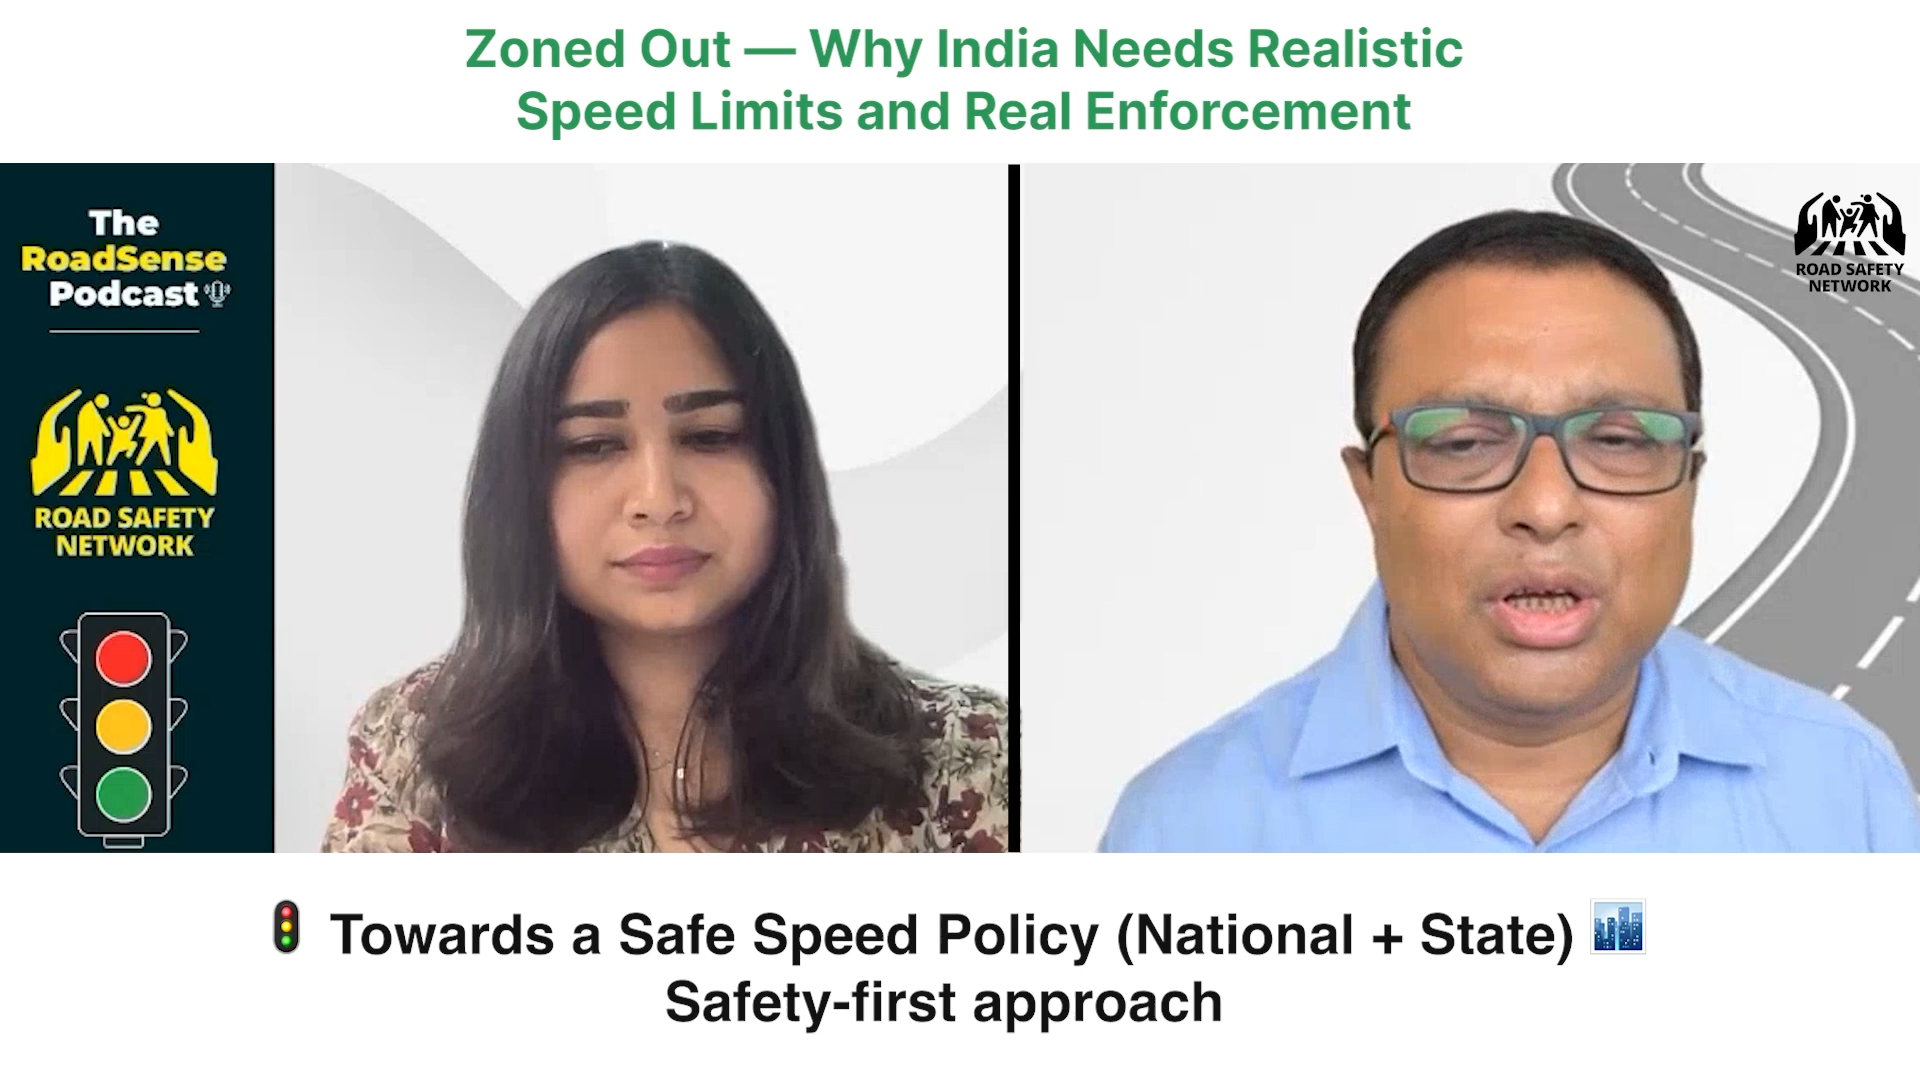 Zoned Out — Why India Needs Realistic
Speed Limits and Real Enforcement
The
RoadSense
Podcast
ROAD SAFETY
NETWORK
ROAD SAFETY
NETWORK
Towards a Safe Speed Policy (National + State)
Safety-first approach